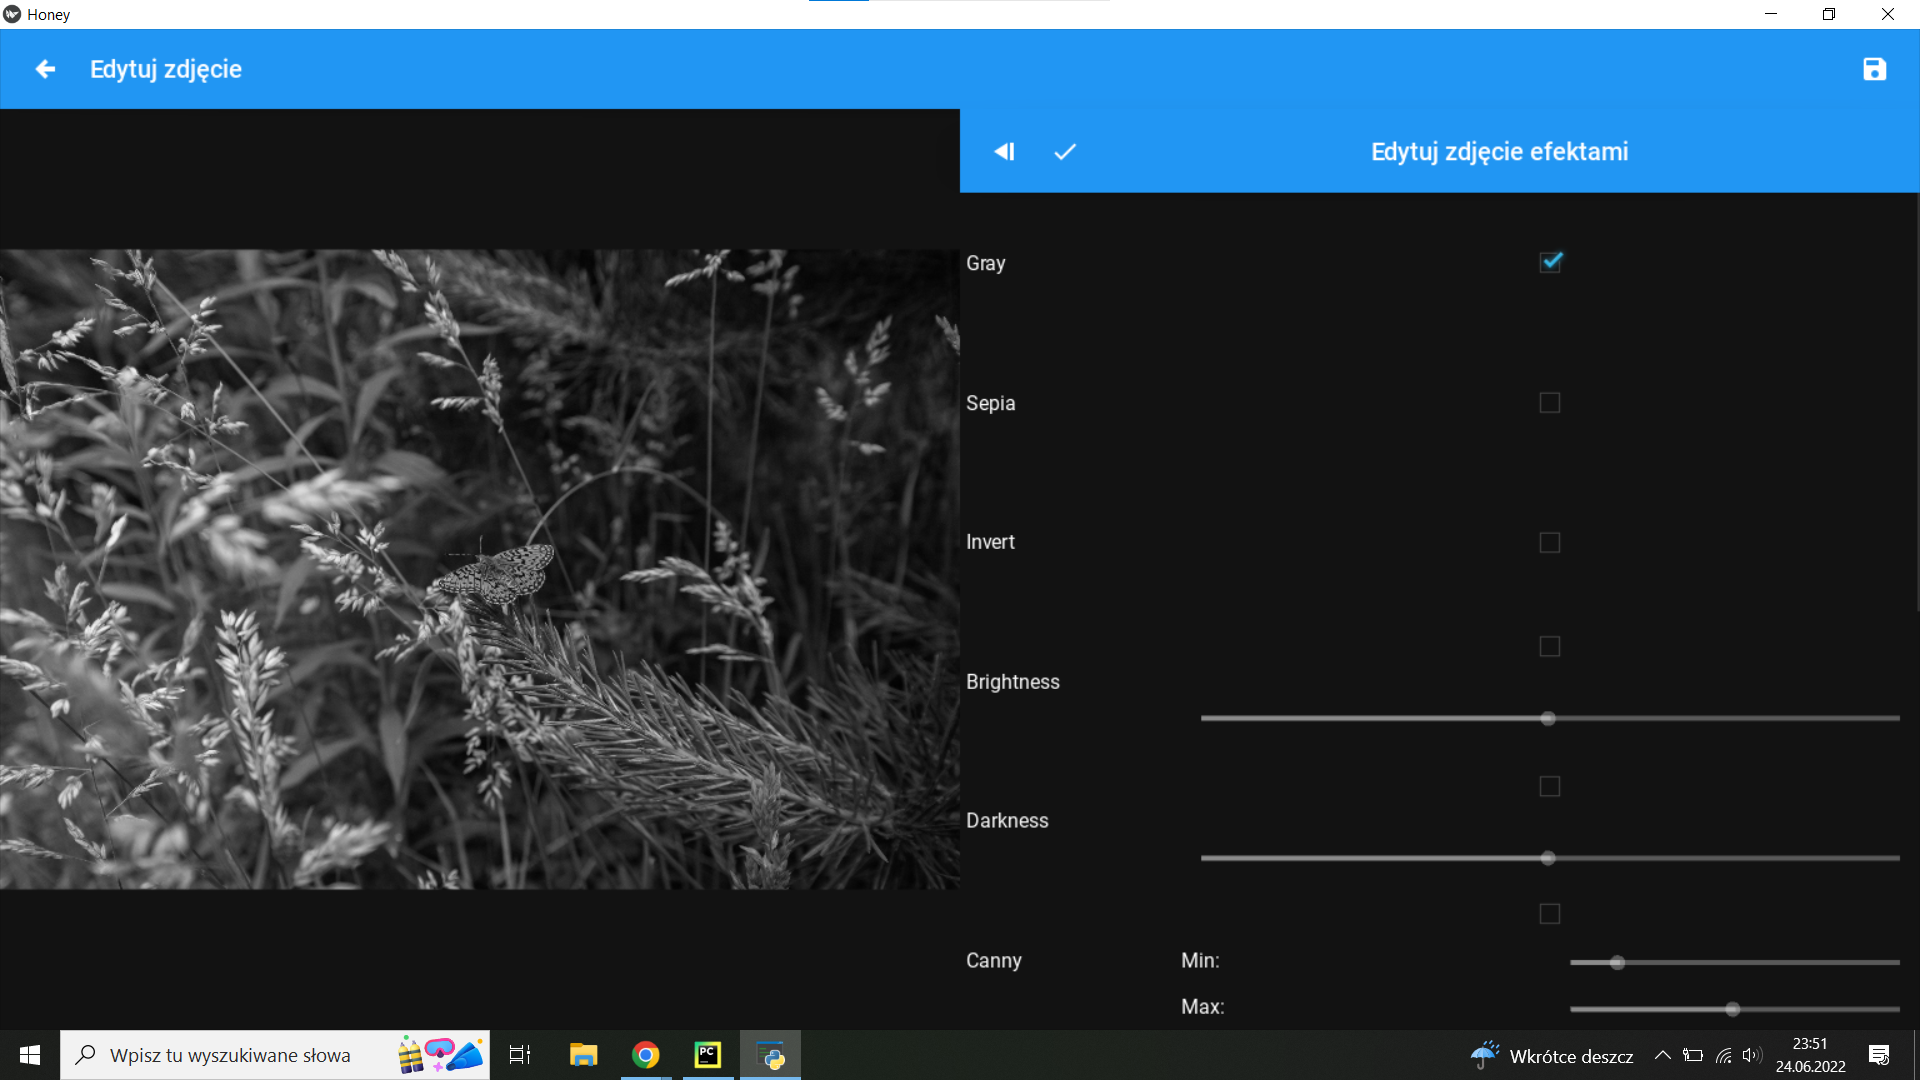 Honey
Edytuj zdjęcie
Edytuj zdjęcie efektami
Gray
Sepia
Invert
Brightness
Darkness
Canny
Min:
Max:
Wpisz tu wyszukiwane słowa
PC
Wkrótce deszcz
23:51
24.06.2022